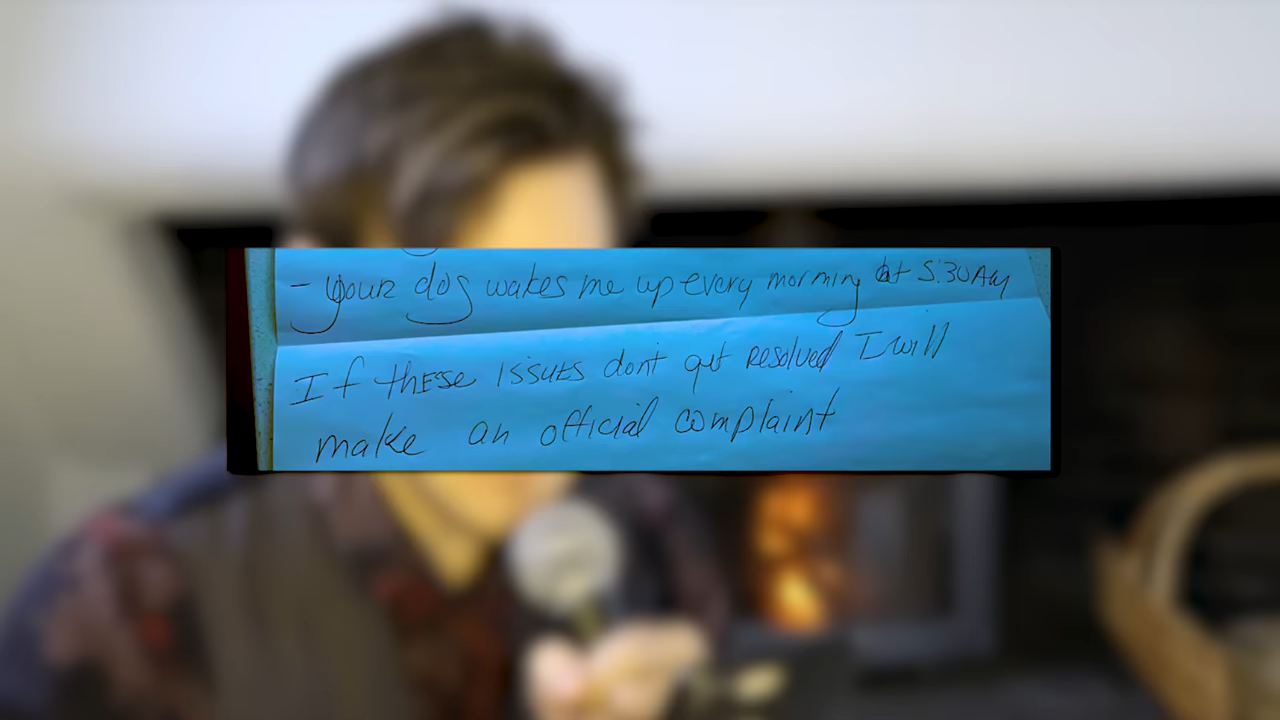 - your dog wakes me up every morning at 5:30AM
If these issues dont get resolved I will
make an official complaint